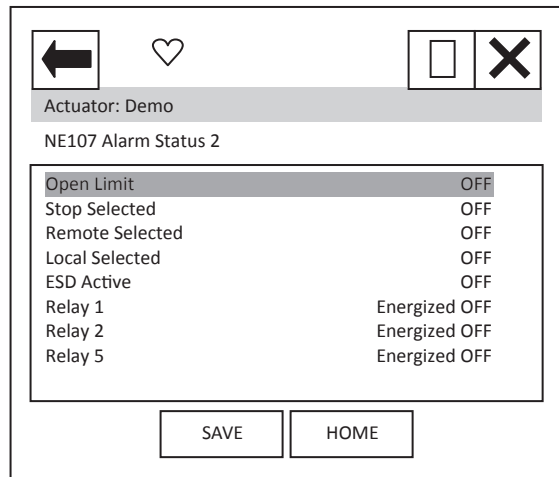 Actuator: Demo
NE107 Alarm Status 2
Open Limit OFF
Stop Selected OFF
Remote Selected OFF
Local Selected OFF
ESD Active OFF
Relay 1 Energized OFF
Relay 2 Energized OFF
Relay 5 Energized OFF
SAVE HOME